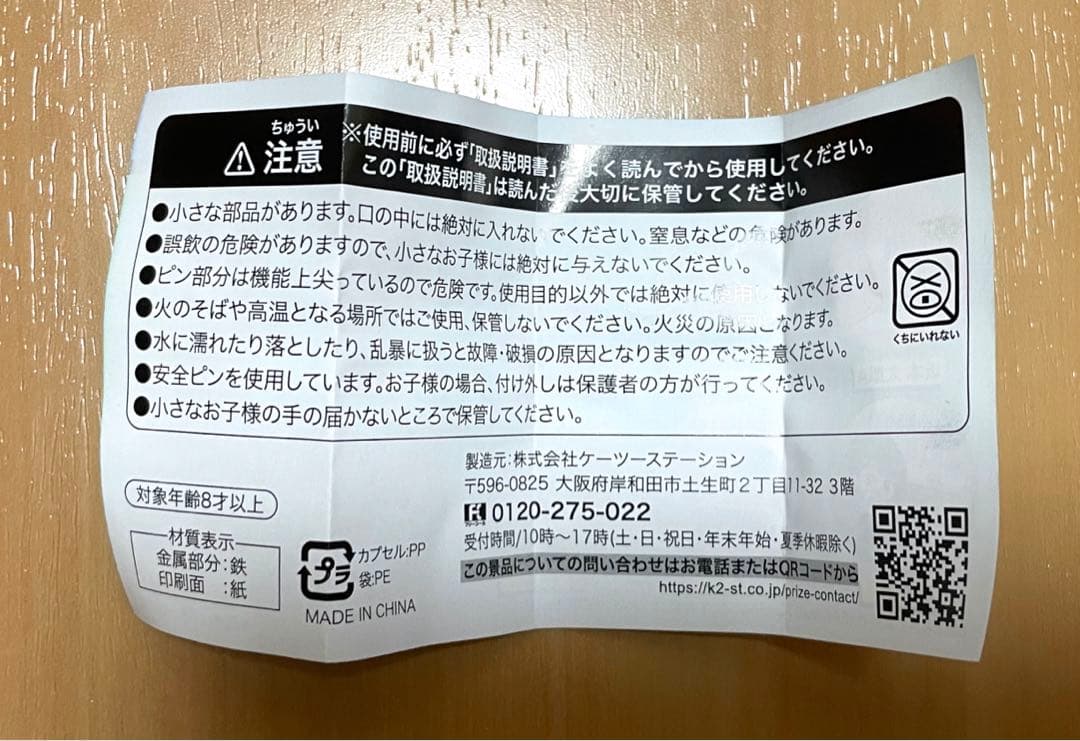 ちゅうい
注意
※使用前に必ず「取扱説明書」をよく読んでから使用してください。
この「取扱説明書」は読んだ 大切に保管してください。
●小さな部品があります。口の中には絶対に入れないでください。窒息などの危険があります。
●誤飲の危険がありますので、小さなお子様には絶対に与えないでください。
●ピン部分は機能上尖っているので危険です。使用目的以外では絶対に使用しないでください。
●火のそばや高温となる場所ではご使用、保管しないでください。火災の原因となります。
●水に濡れたり落としたり、乱暴に扱うと故障・破損の原因となりますのでご注意ください。
●安全ピンを使用しています。お子様の場合、付け外しは保護者の方が行ってください。
●小さなお子様の手の届かないところで保管してください。
くちにいれない
対象年齢8才以上
材質表示
金属部分:鉄
印刷面 :紙
プラ
カプセル:PP
袋:PE
MADE IN CHINA
製造元:株式会社ケーツーステーション
〒596-0825 大阪府岸和田市土生町2丁目11-32 3階
0120-275-022
受付時間/10時～17時(土・日・祝日・年末年始・夏季休暇除く)
この景品についての問い合わせはお電話またはQRコードから
https://k2-st.co.jp/prize-contact/